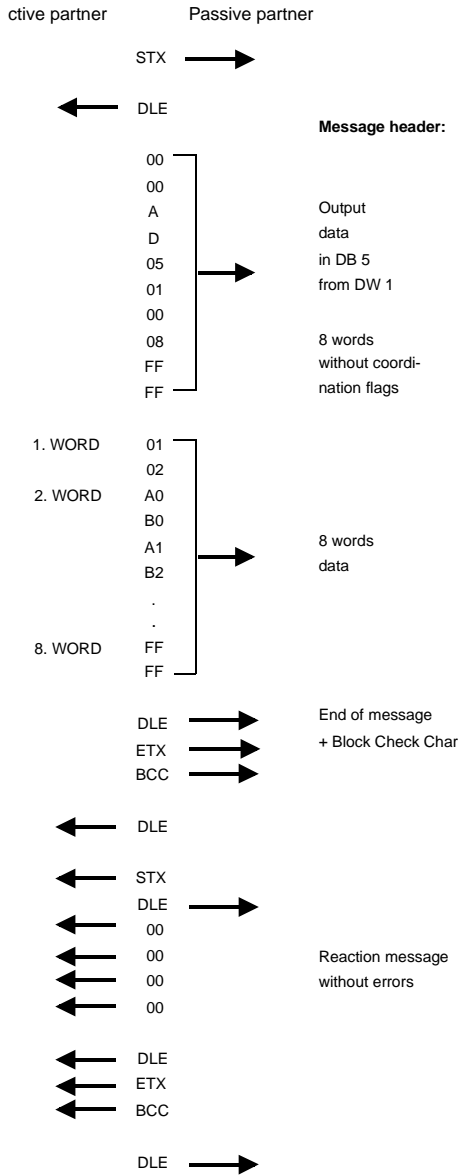 ctive partner Passive partner
STX
DLE
Message header:
00
00
A Output
D data
05 in DB 5
01 from DW 1
00
08 8 words
FF without coordi-
FF nation flags
1. WORD 01
02
2. WORD A0
B0
A1 8 words
B2 data
.
.
8. WORD FF
FF
DLE End of message
ETX + Block Check Char
BCC
DLE
STX
DLE
00
00 Reaction message
00 without errors
00
DLE
ETX
BCC
DLE